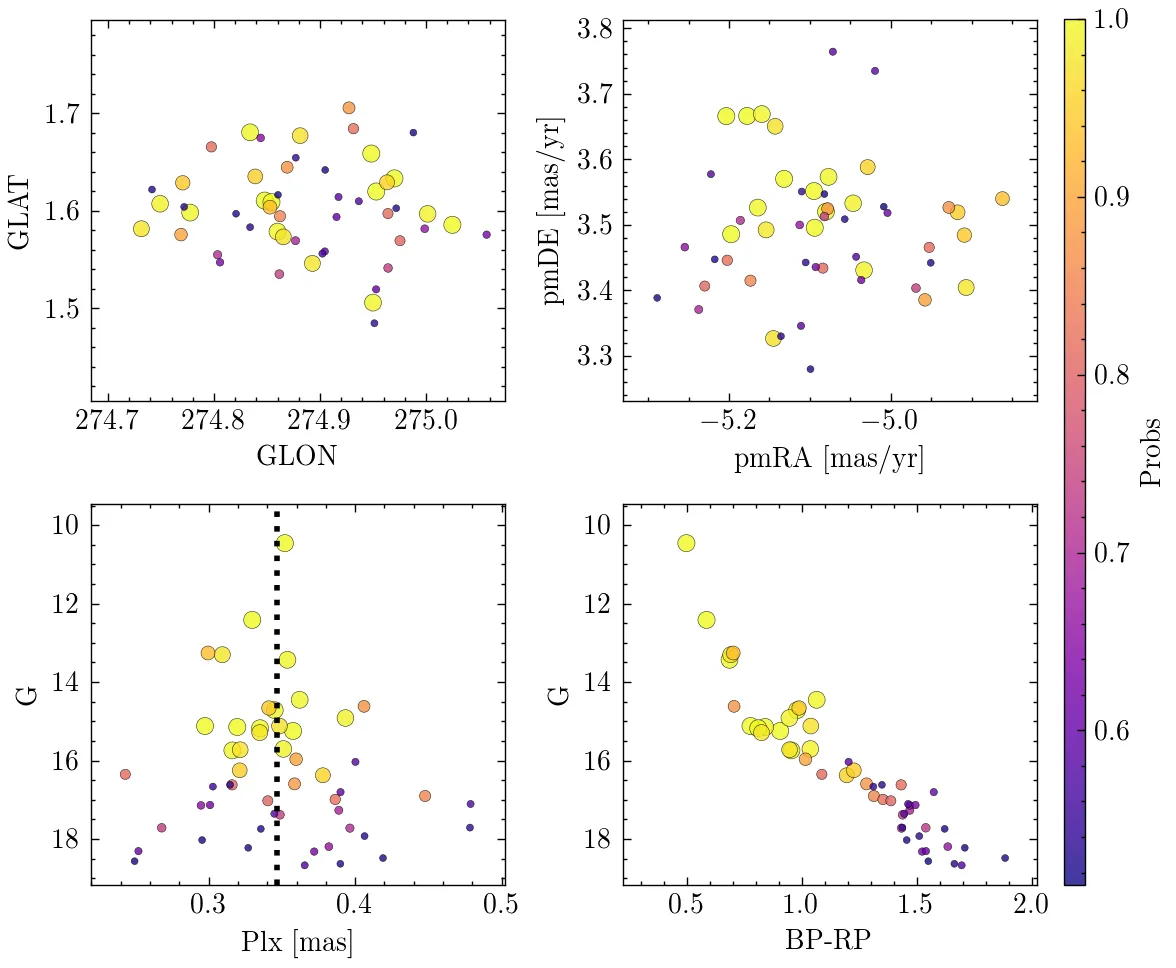 1.7
1.6
1.5
GLAT
274.7 274.8 274.9 275.0
GLON
3.8
3.7
3.6
3.5
3.4
3.3
pmDE [mas/yr]
−5.2 −5.0
pmRA [mas/yr]
10
12
14
16
18
G
0.3 0.4 0.5
Plx [mas]
10
12
14
16
18
G
0.5 1.0 1.5 2.0
BP-RP
1.0
0.9
0.8
0.7
0.6
Probs